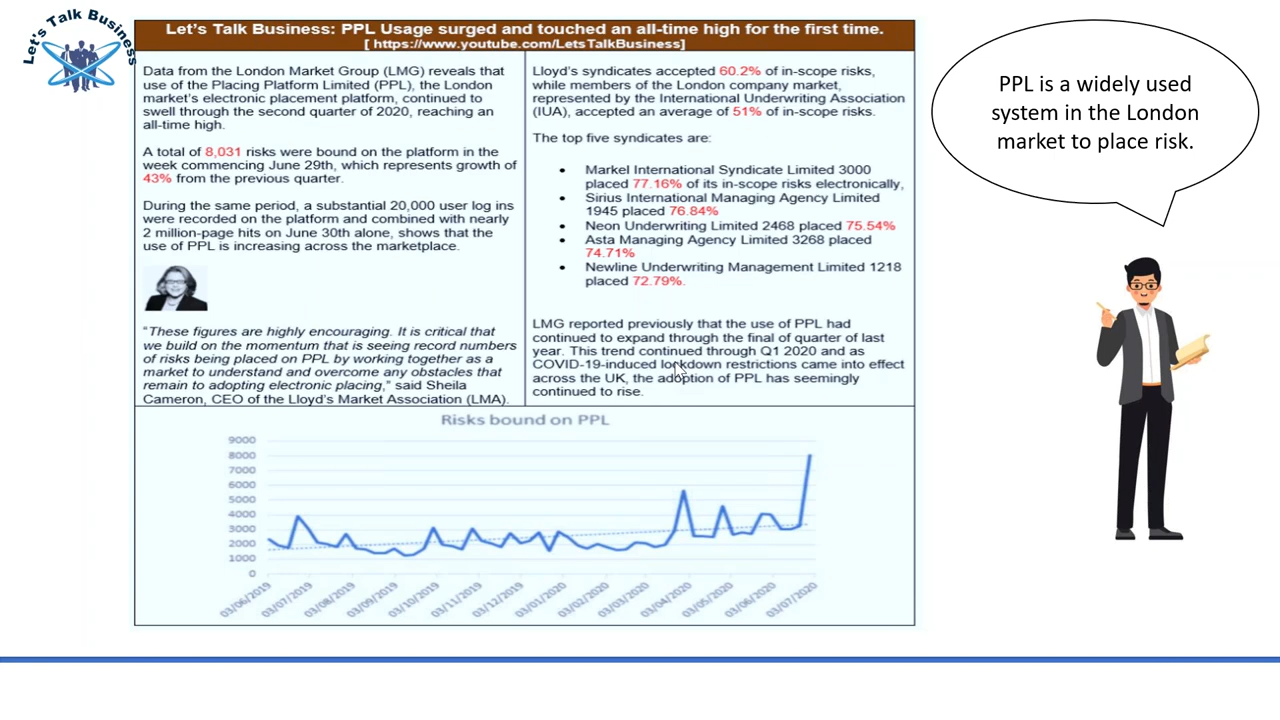 Let's Talk Business
Let's Talk Business: PPL Usage surged and touched an all-time high for the first time.
[ https://www.youtube.com/LetsTalkBusiness]
Data from the London Market Group (LMG) reveals that
use of the Placing Platform Limited (PPL), the London
market's electronic placement platform, continued to
swell through the second quarter of 2020, reaching an
all-time high.
A total of 8,031 risks were bound on the platform in the
week commencing June 29th, which represents growth of
43% from the previous quarter.
During the same period, a substantial 20,000 user log ins
were recorded on the platform and combined with nearly
2 million-page hits on June 30th alone, shows that the
use of PPL is increasing across the marketplace.
"These figures are highly encouraging. It is critical that
we build on the momentum that is seeing record numbers
of risks being placed on PPL by working together as a
market to understand and overcome any obstacles that
remain to adopting electronic placing," said Sheila
Cameron, CEO of the Lloyd's Market Association (LMA).
Lloyd's syndicates accepted 60.2% of in-scope risks,
while members of the London company market,
represented by the International Underwriting Association
(IUA), accepted an average of 51% of in-scope risks.
The top five syndicates are:
• Markel International Syndicate Limited 3000
placed 77.16% of its in-scope risks electronically,
• Sirius International Managing Agency Limited
1945 placed 76.84%
• Neon Underwriting Limited 2468 placed 75.54%
• Asta Managing Agency Limited 3268 placed
74.71%
• Newline Underwriting Management Limited 1218
placed 72.79%.
LMG reported previously that the use of PPL had
continued to expand through the final of quarter of last
year. This trend continued through Q1 2020 and as
COVID-19-induced lockdown restrictions came into effect
across the UK, the adoption of PPL has seemingly
continued to rise.
Risks bound on PPL
9000
8000
7000
6000
5000
4000
3000
2000
1000
0
03/06/2019
03/07/2019
03/08/2019
03/09/2019
03/10/2019
03/11/2019
03/12/2019
03/01/2020
03/02/2020
03/03/2020
03/04/2020
03/05/2020
03/06/2020
03/07/2020
PPL is a widely used
system in the London
market to place risk.